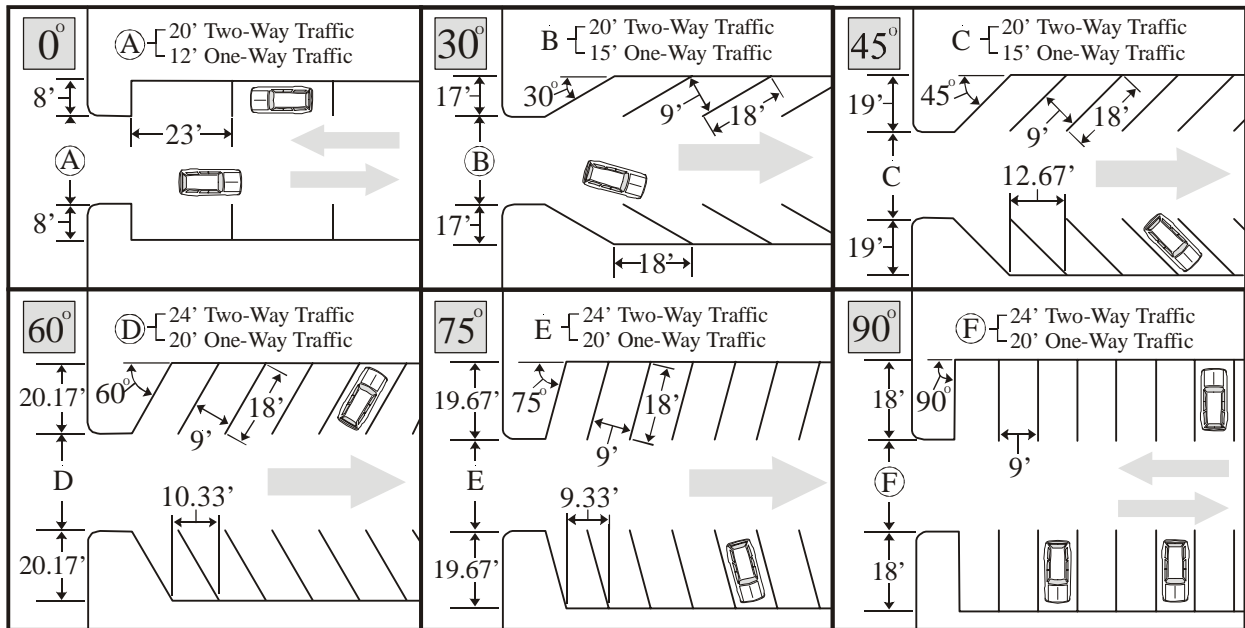 0°
Ⓐ 20’ Two-Way Traffic
12’ One-Way Traffic
8’
23’
Ⓐ
8’
30°
B 20’ Two-Way Traffic
15’ One-Way Traffic
17’
30°
9’
18’
Ⓑ
17’
18’
45°
C 20’ Two-Way Traffic
15’ One-Way Traffic
19’
45°
9’
18’
C
12.67’
19’
60°
Ⓓ 24’ Two-Way Traffic
20’ One-Way Traffic
20.17’
60°
18’
9’
D
10.33’
20.17’
75°
E 24’ Two-Way Traffic
20’ One-Way Traffic
19.67’
75°
18’
9’
E
9.33’
19.67’
90°
Ⓕ 24’ Two-Way Traffic
20’ One-Way Traffic
18’
90°
9’
Ⓕ
18’